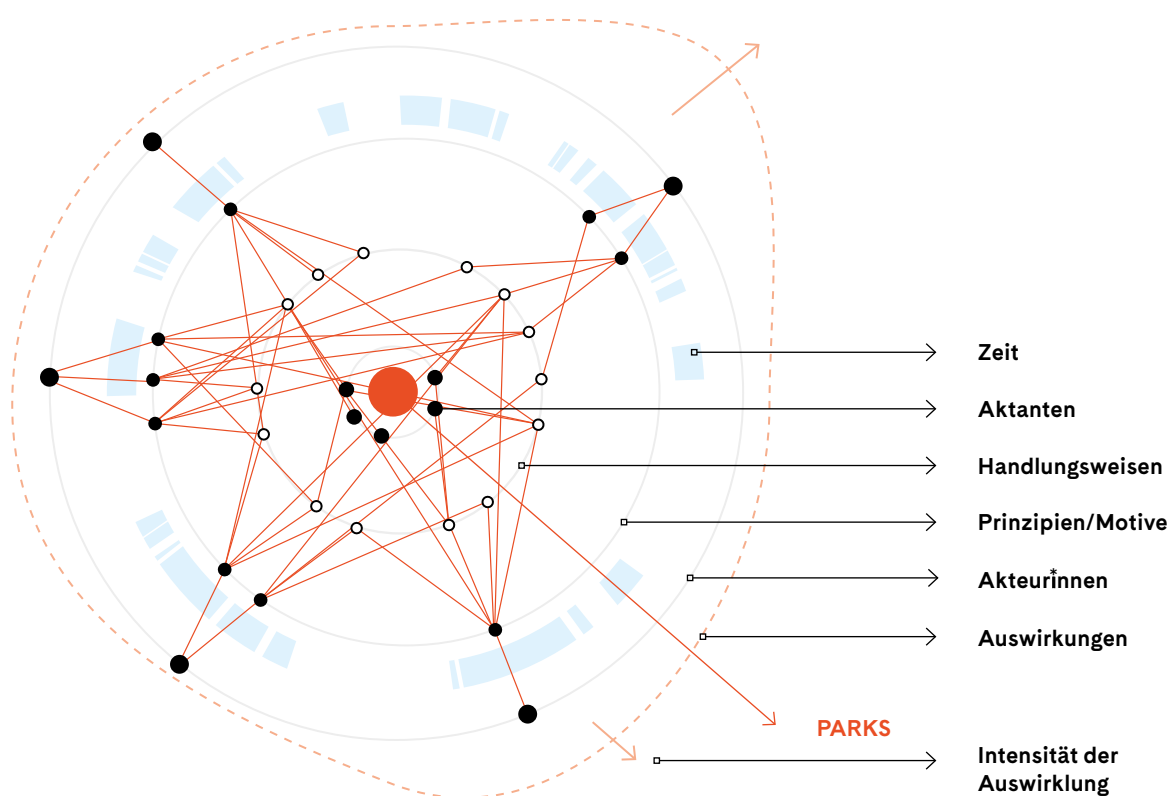 Zeit
Aktanten
Handlungsweisen
Prinzipien/Motive
Akteur*innen
Auswirkungen
PARKS
Intensität der
Auswirklung